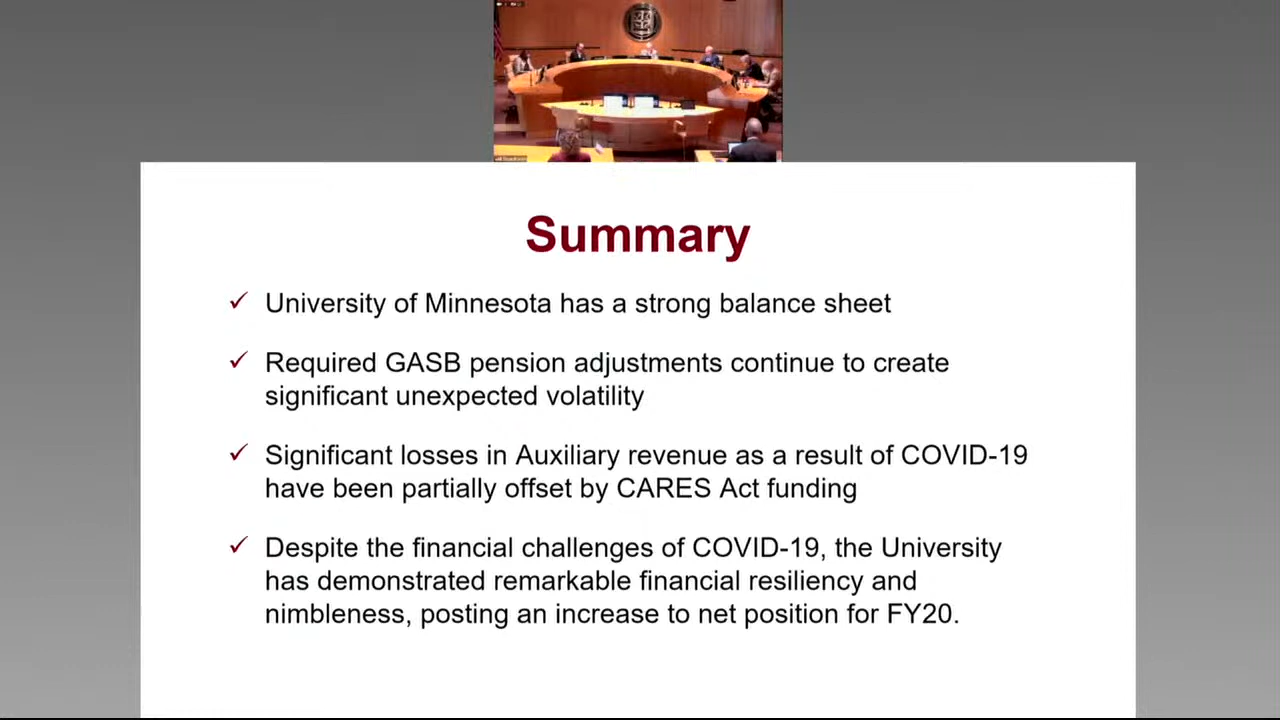 Summary
✓ University of Minnesota has a strong balance sheet
✓ Required GASB pension adjustments continue to create
significant unexpected volatility
✓ Significant losses in Auxiliary revenue as a result of COVID-19
have been partially offset by CARES Act funding
✓ Despite the financial challenges of COVID-19, the University
has demonstrated remarkable financial resiliency and
nimbleness, posting an increase to net position for FY20.